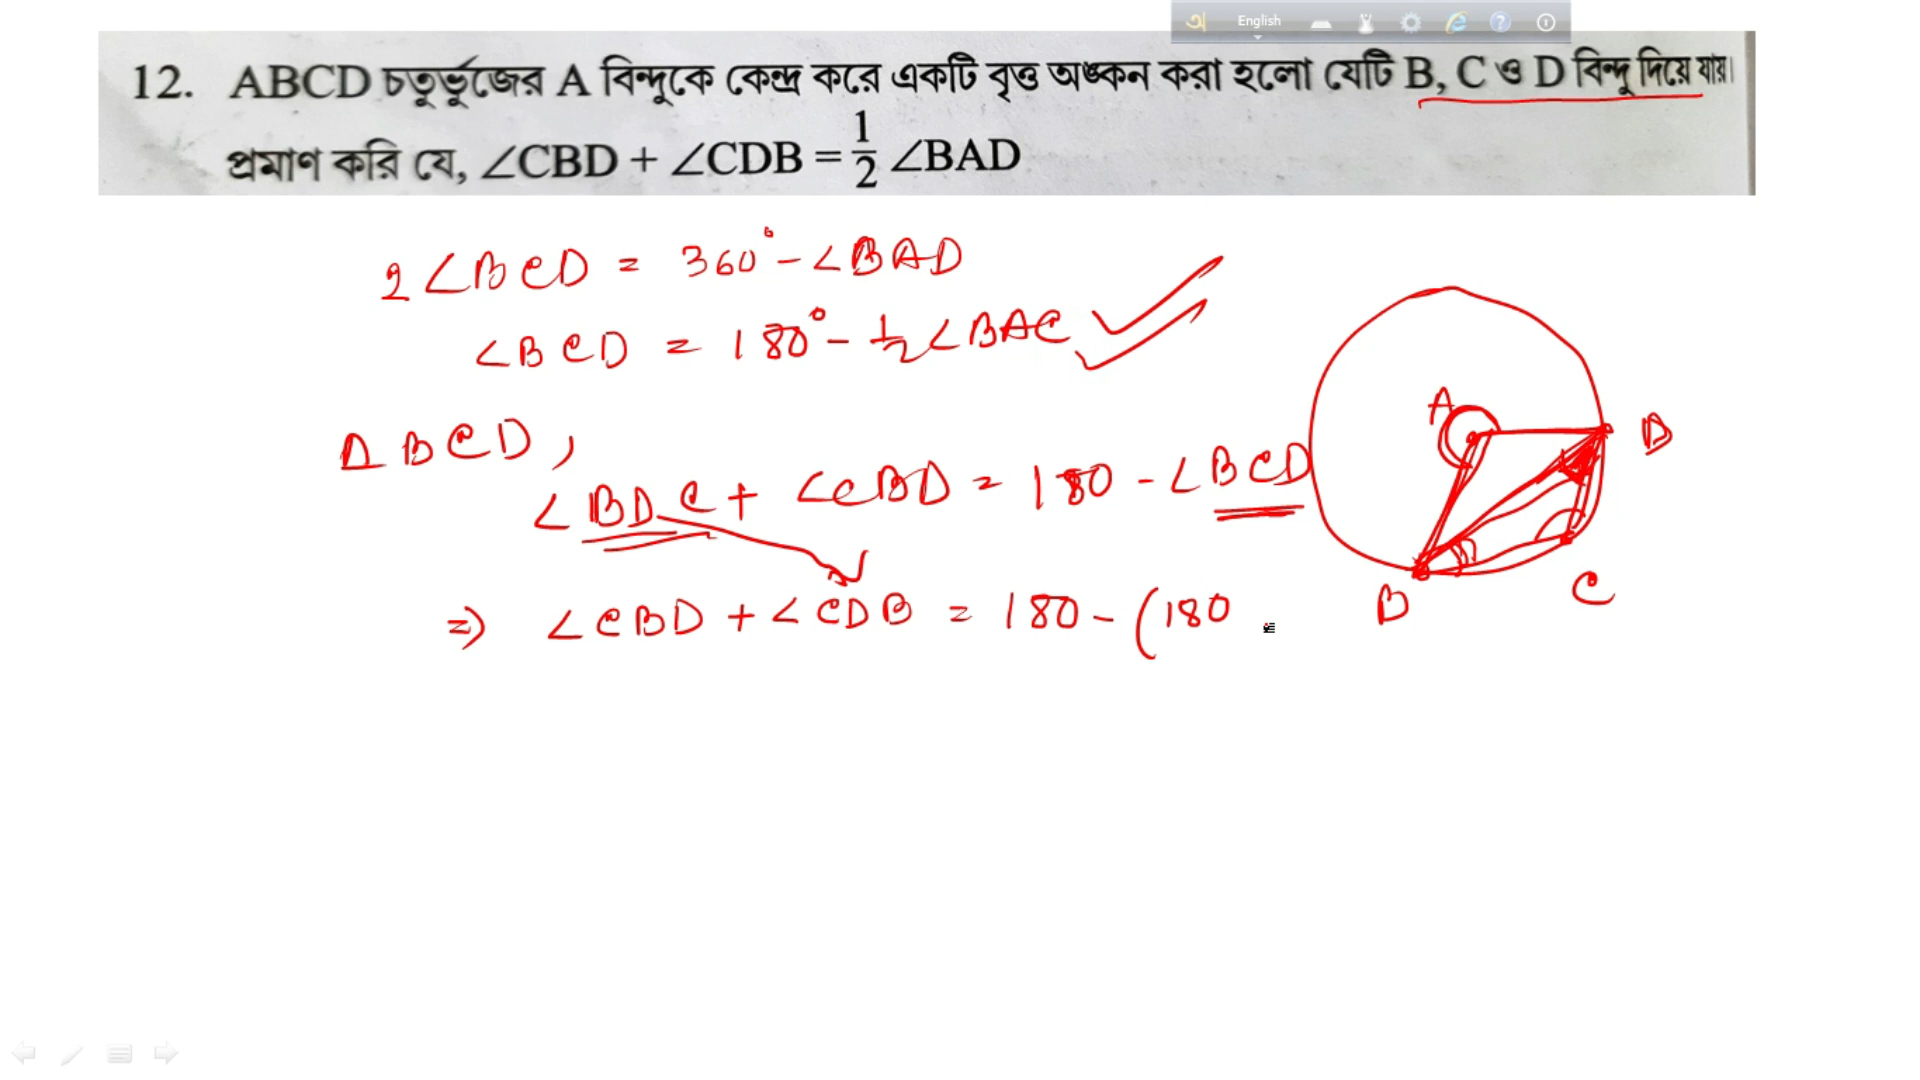 English
12. ABCD চতুর্ভুজের A বিন্দুকে কেন্দ্র করে একটি বৃত্ত অঙ্কন করা হলো যেটি B, C ও D বিন্দু দিয়ে যায়।
প্রমাণ করি যে, ∠CBD + ∠CDB = 1/2 ∠BAD
2∠BCD = 360° - ∠BAD
∠BCD = 180° - 1/2 ∠BAC
Δ BCD,
∠BDC + ∠CBD = 180 - ∠BCD
=> ∠CBD + ∠CDB = 180 - (180
A
D
B
C